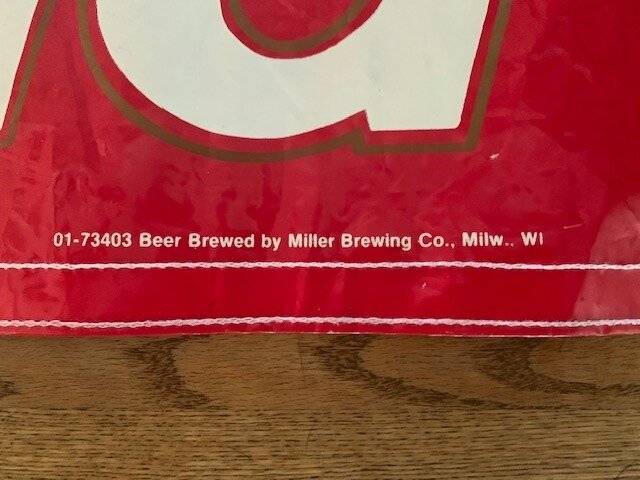 a
01-73403 Beer Brewed by Miller Brewing Co., Milw., WI